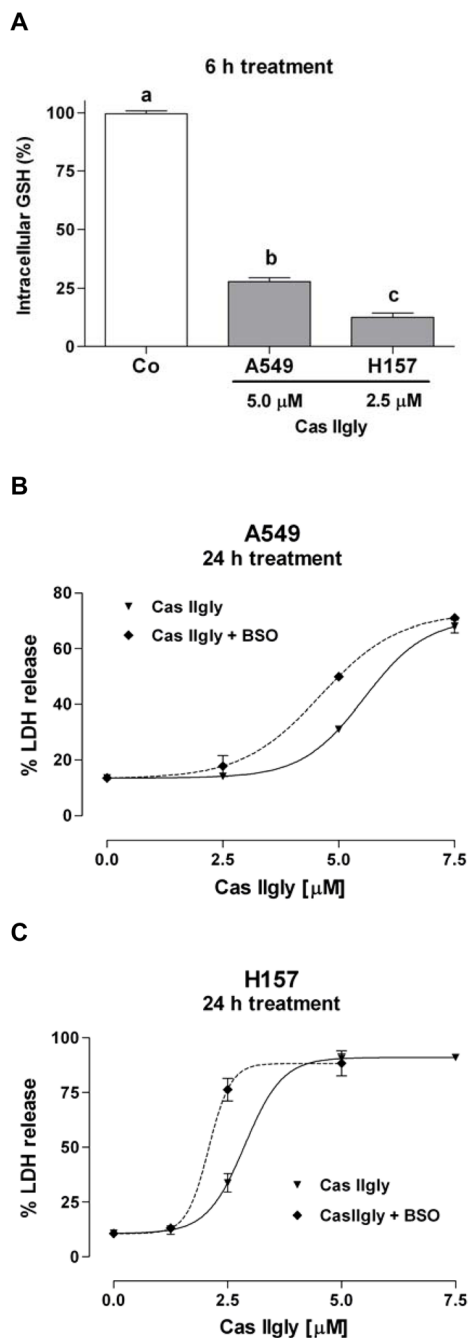 A
6 h treatment
Intracellular GSH (%)
100
75
50
25
0
a
b
c
Co
A549
H157
5.0 μM
2.5 μM
Cas IIgly
B
A549
24 h treatment
% LDH release
80
60
40
20
0
Cas IIgly
Cas IIgly + BSO
0.0
2.5
5.0
7.5
Cas IIgly [μM]
C
H157
24 h treatment
% LDH release
100
75
50
25
0
Cas IIgly
CasIIgly + BSO
0.0
2.5
5.0
7.5
Cas IIgly [μM]